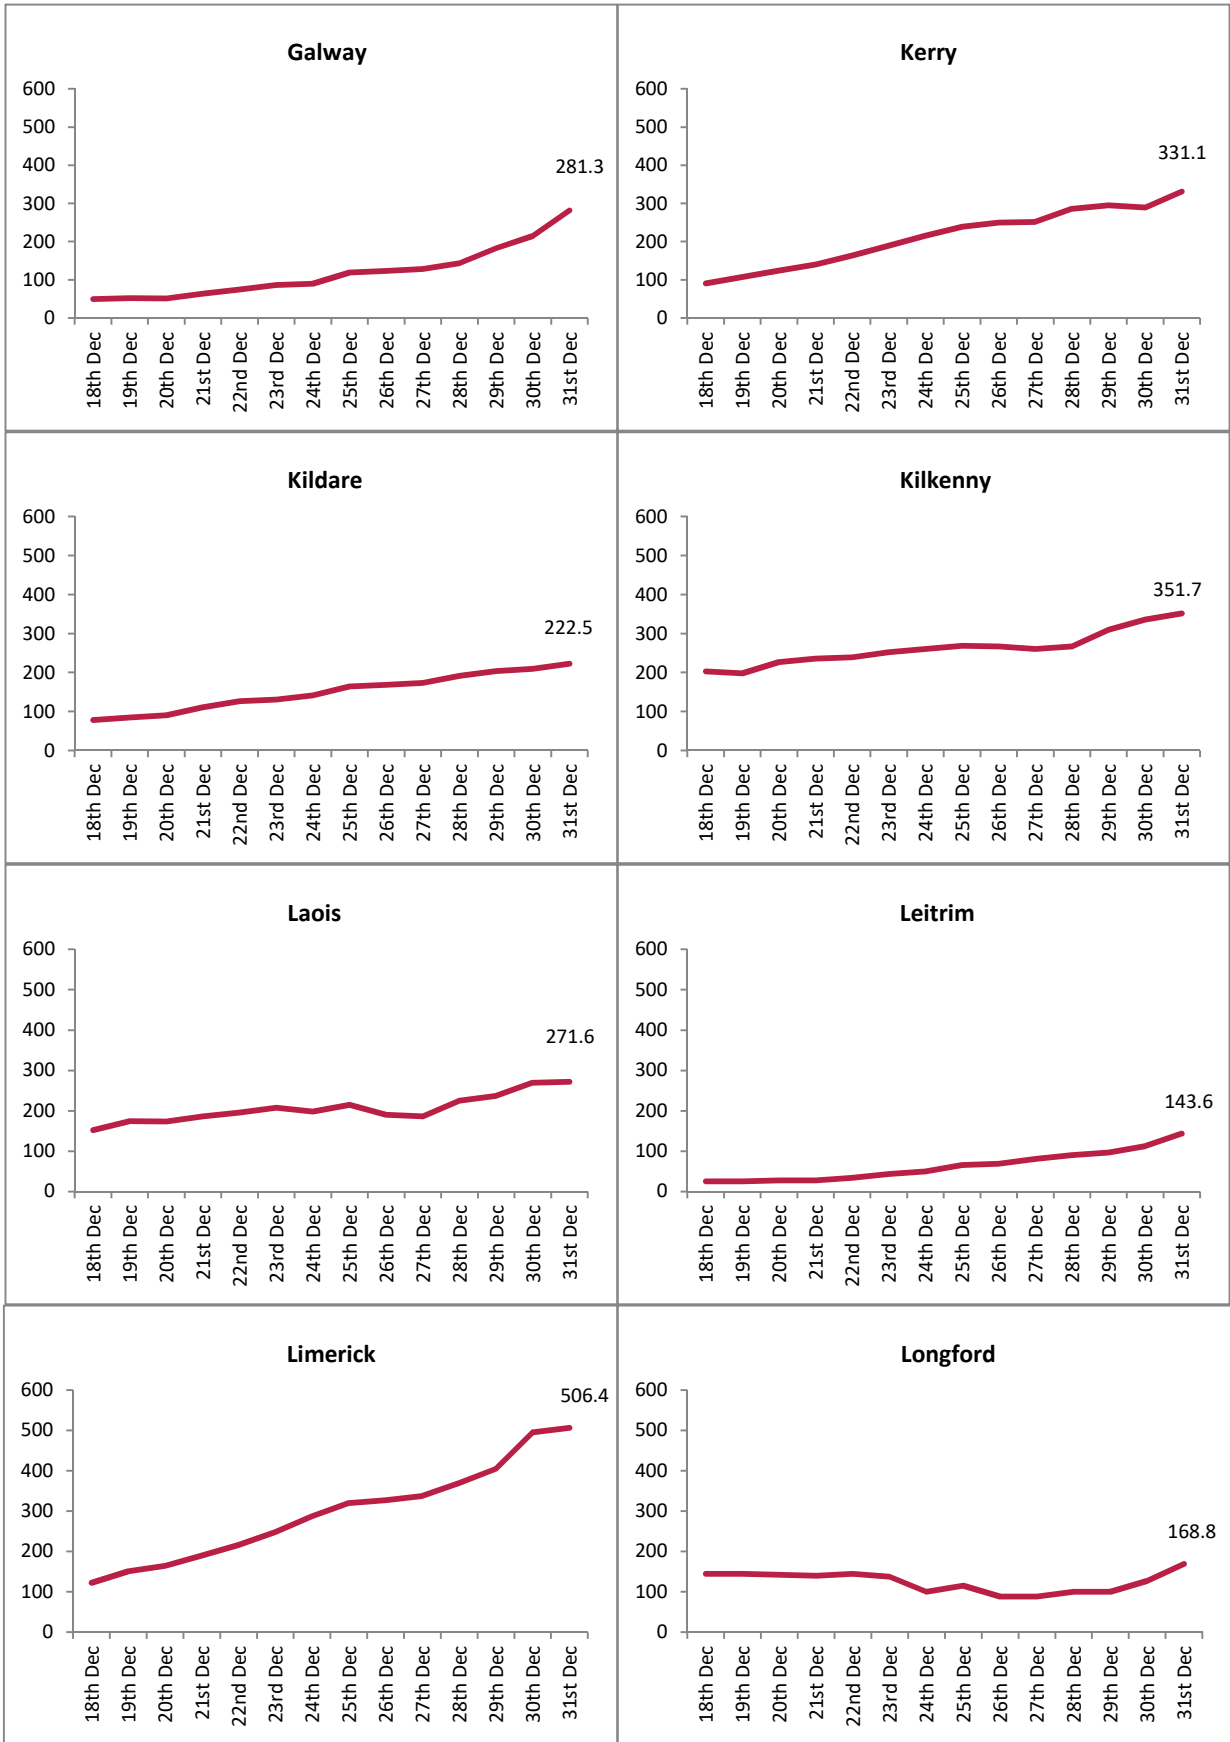 Galway
600
500
400
300
200
100
0
281.3
18th Dec
19th Dec
20th Dec
21st Dec
22nd Dec
23rd Dec
24th Dec
25th Dec
26th Dec
27th Dec
28th Dec
29th Dec
30th Dec
31st Dec
Kerry
600
500
400
300
200
100
0
331.1
18th Dec
19th Dec
20th Dec
21st Dec
22nd Dec
23rd Dec
24th Dec
25th Dec
26th Dec
27th Dec
28th Dec
29th Dec
30th Dec
31st Dec
Kildare
600
500
400
300
200
100
0
222.5
18th Dec
19th Dec
20th Dec
21st Dec
22nd Dec
23rd Dec
24th Dec
25th Dec
26th Dec
27th Dec
28th Dec
29th Dec
30th Dec
31st Dec
Kilkenny
600
500
400
300
200
100
0
351.7
18th Dec
19th Dec
20th Dec
21st Dec
22nd Dec
23rd Dec
24th Dec
25th Dec
26th Dec
27th Dec
28th Dec
29th Dec
30th Dec
31st Dec
Laois
600
500
400
300
200
100
0
271.6
18th Dec
19th Dec
20th Dec
21st Dec
22nd Dec
23rd Dec
24th Dec
25th Dec
26th Dec
27th Dec
28th Dec
29th Dec
30th Dec
31st Dec
Leitrim
600
500
400
300
200
100
0
143.6
18th Dec
19th Dec
20th Dec
21st Dec
22nd Dec
23rd Dec
24th Dec
25th Dec
26th Dec
27th Dec
28th Dec
29th Dec
30th Dec
31st Dec
Limerick
600
500
400
300
200
100
0
506.4
18th Dec
19th Dec
20th Dec
21st Dec
22nd Dec
23rd Dec
24th Dec
25th Dec
26th Dec
27th Dec
28th Dec
29th Dec
30th Dec
31st Dec
Longford
600
500
400
300
200
100
0
168.8
18th Dec
19th Dec
20th Dec
21st Dec
22nd Dec
23rd Dec
24th Dec
25th Dec
26th Dec
27th Dec
28th Dec
29th Dec
30th Dec
31st Dec